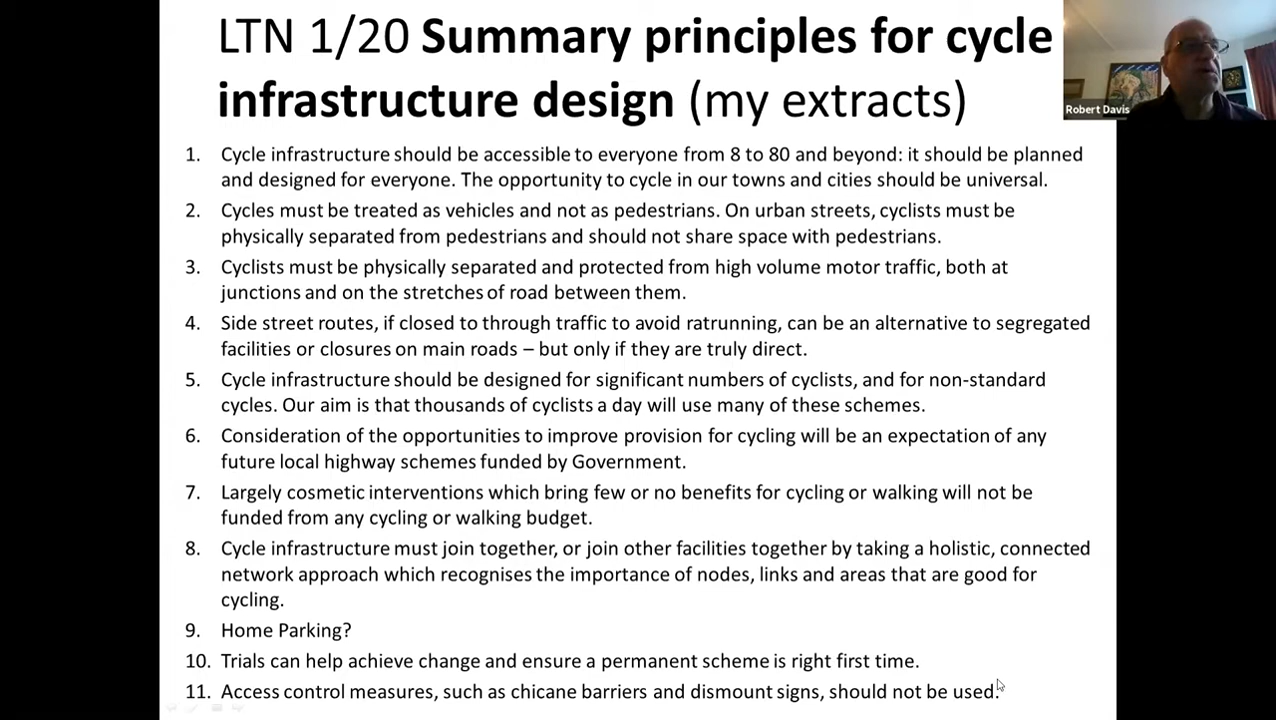 LTN 1/20 Summary principles for cycle
infrastructure design (my extracts)
Robert Davis
1. Cycle infrastructure should be accessible to everyone from 8 to 80 and beyond: it should be planned
and designed for everyone. The opportunity to cycle in our towns and cities should be universal.
2. Cycles must be treated as vehicles and not as pedestrians. On urban streets, cyclists must be
physically separated from pedestrians and should not share space with pedestrians.
3. Cyclists must be physically separated and protected from high volume motor traffic, both at
junctions and on the stretches of road between them.
4. Side street routes, if closed to through traffic to avoid ratrunning, can be an alternative to segregated
facilities or closures on main roads – but only if they are truly direct.
5. Cycle infrastructure should be designed for significant numbers of cyclists, and for non-standard
cycles. Our aim is that thousands of cyclists a day will use many of these schemes.
6. Consideration of the opportunities to improve provision for cycling will be an expectation of any
future local highway schemes funded by Government.
7. Largely cosmetic interventions which bring few or no benefits for cycling or walking will not be
funded from any cycling or walking budget.
8. Cycle infrastructure must join together, or join other facilities together by taking a holistic, connected
network approach which recognises the importance of nodes, links and areas that are good for
cycling.
9. Home Parking?
10. Trials can help achieve change and ensure a permanent scheme is right first time.
11. Access control measures, such as chicane barriers and dismount signs, should not be used.